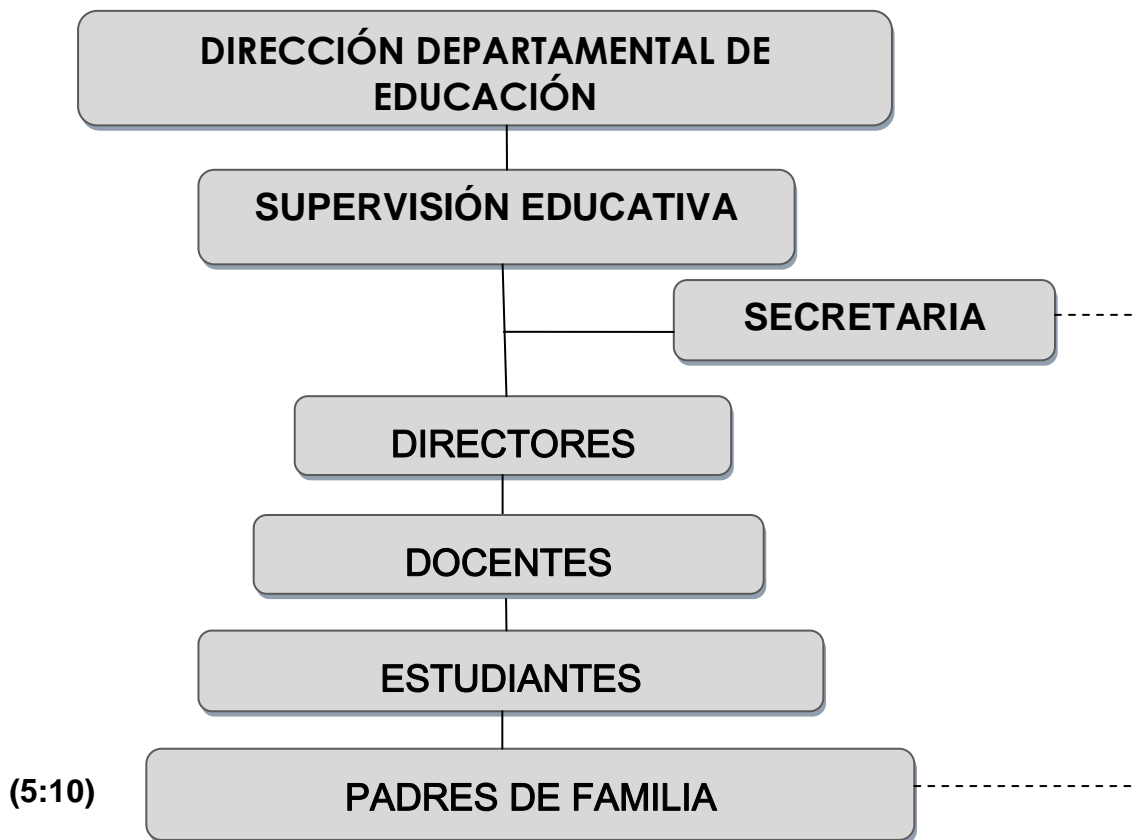 DIRECCIÓN DEPARTAMENTAL DE
EDUCACIÓN
SUPERVISIÓN EDUCATIVA
SECRETARIA
DIRECTORES
DOCENTES
ESTUDIANTES
(5:10)
PADRES DE FAMILIA